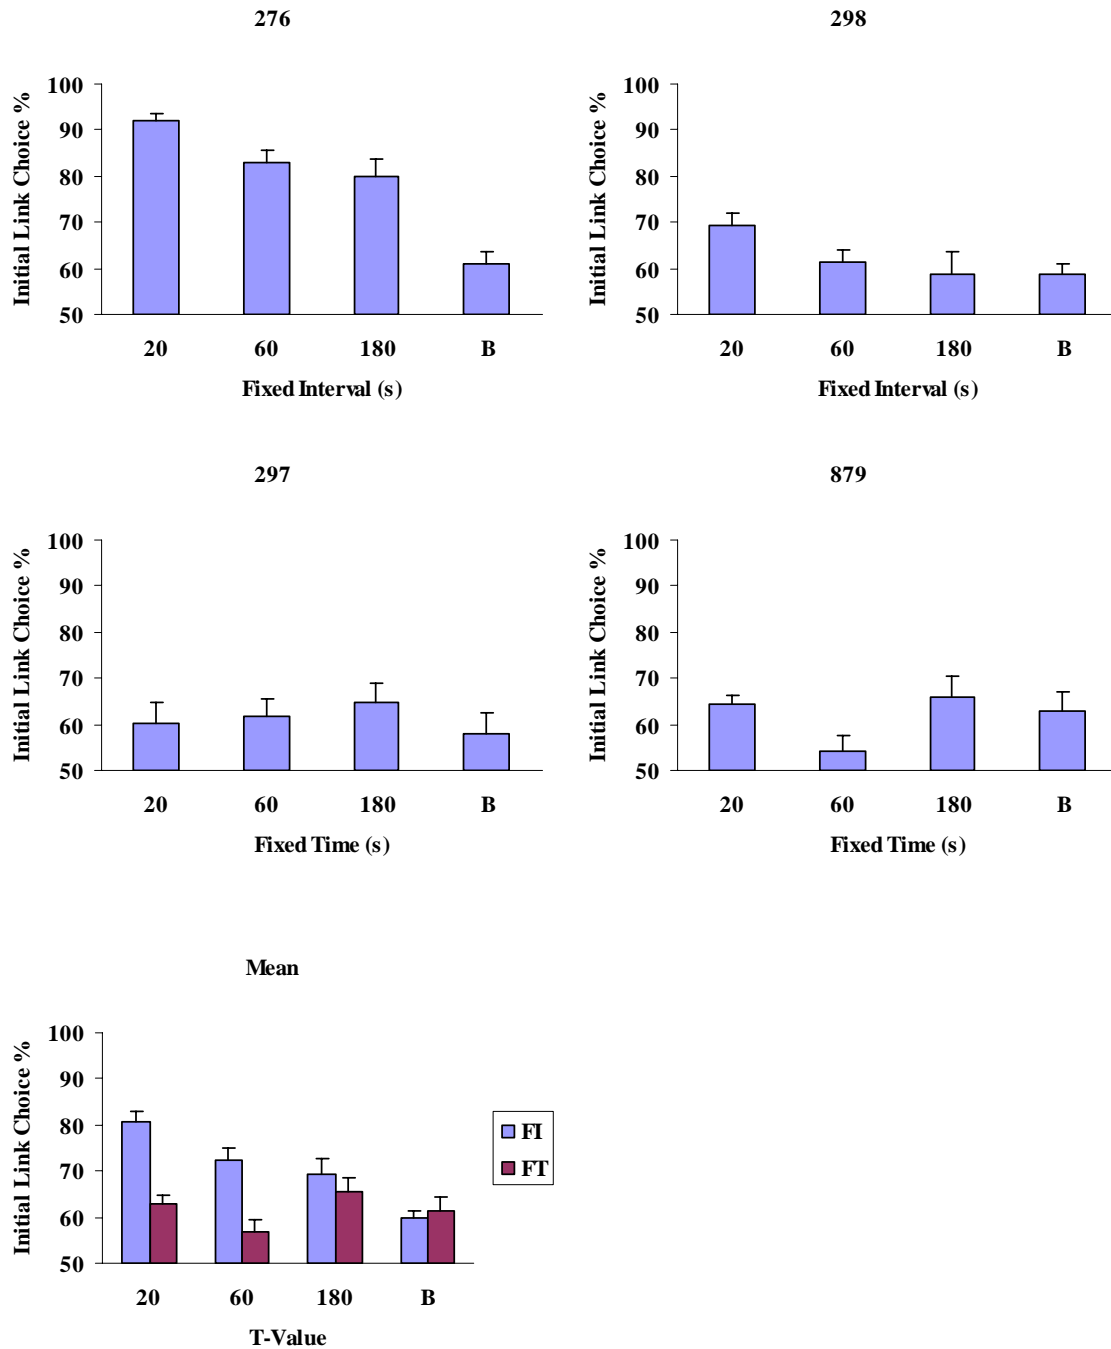 276
100
90
80
70
60
50
Initial Link Choice %
20 60 180 B
Fixed Interval (s)
298
100
90
80
70
60
50
Initial Link Choice %
20 60 180 B
Fixed Interval (s)
297
100
90
80
70
60
50
Initial Link Choice %
20 60 180 B
Fixed Time (s)
879
100
90
80
70
60
50
Initial Link Choice %
20 60 180 B
Fixed Time (s)
Mean
100
90
80
70
60
50
Initial Link Choice %
20 60 180 B
T-Value
FI
FT